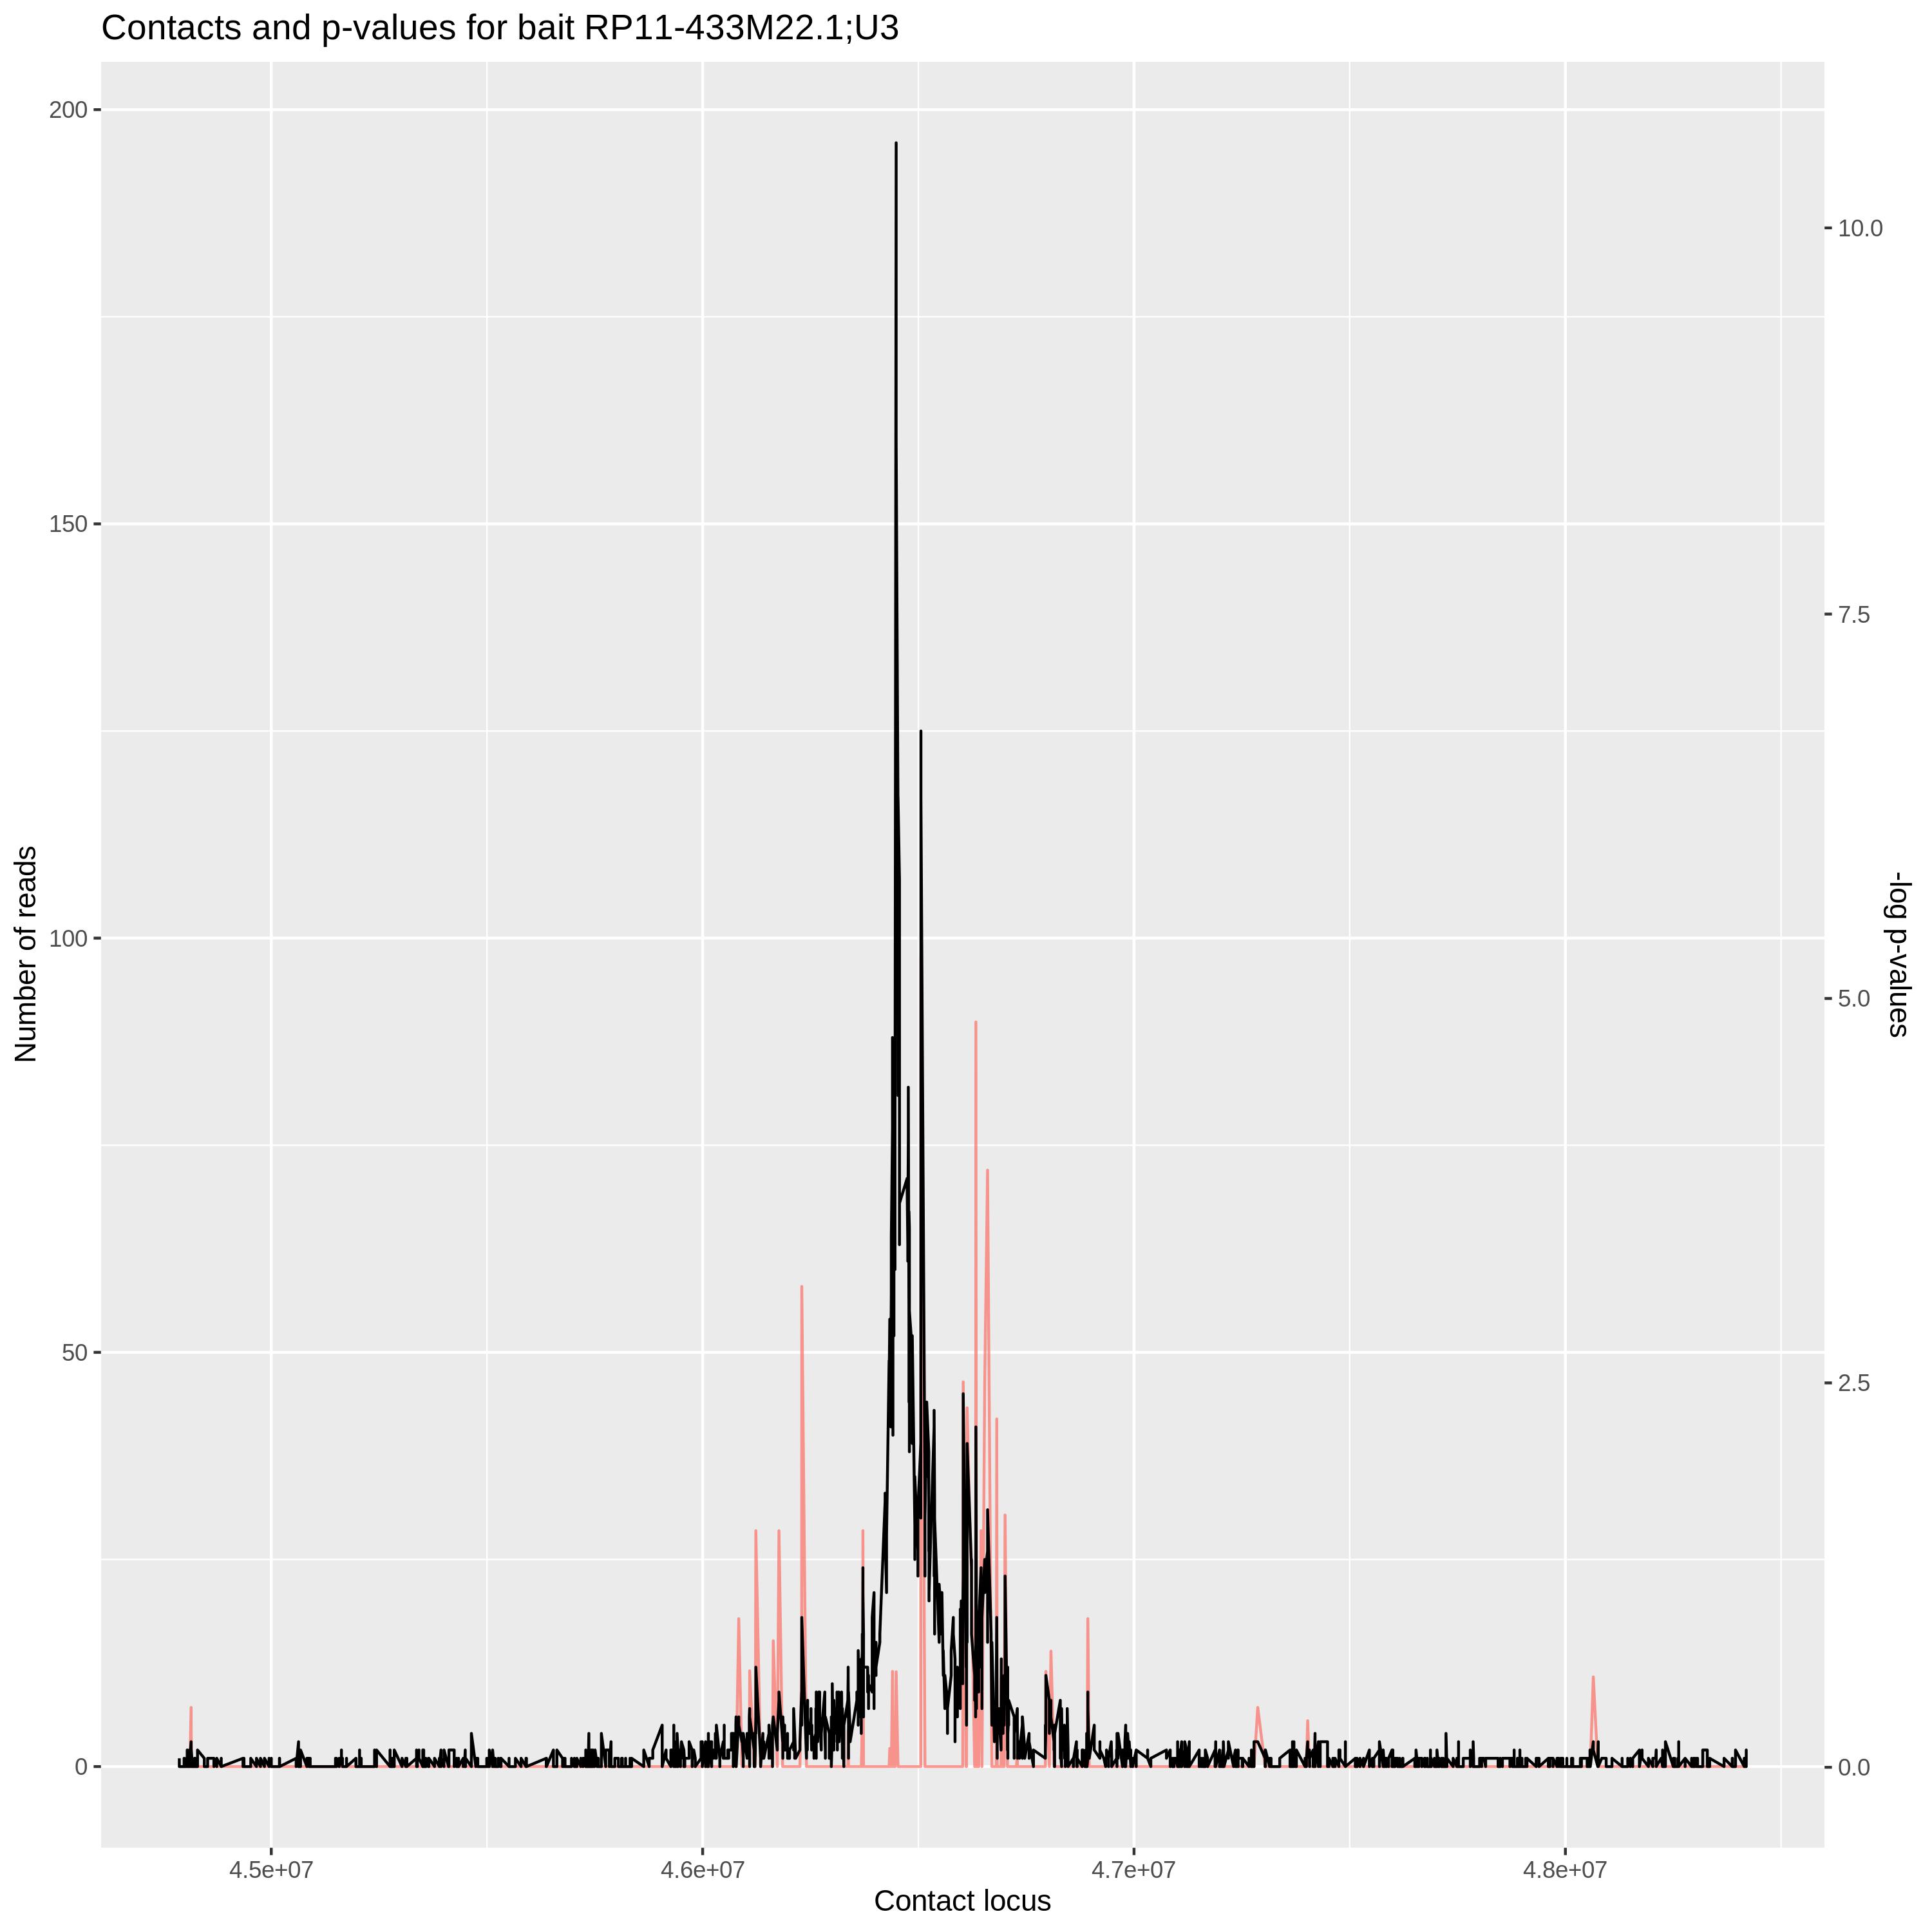 Contacts and p-values for bait RP11-433M22.1;U3
200
150
100
50
0
Number of reads
10.0
7.5
5.0
2.5
0.0
-log p-values
4.5e+07
4.6e+07
4.7e+07
4.8e+07
Contact locus